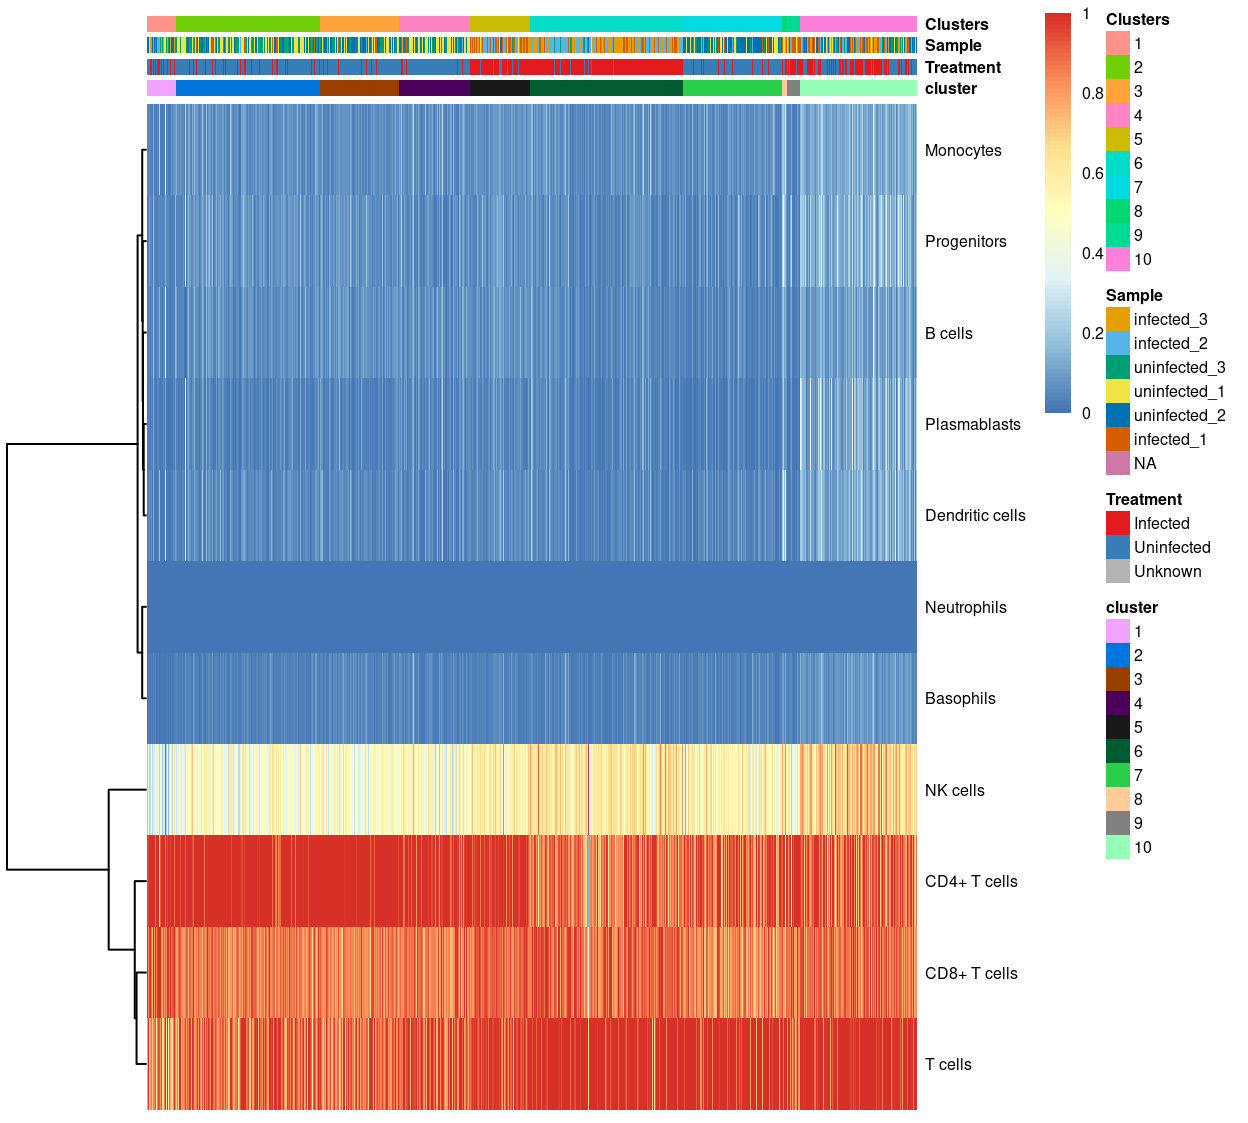 Clusters
Sample
Treatment
cluster
Monocytes
Progenitors
B cells
Plasmablasts
Dendritic cells
Neutrophils
Basophils
NK cells
CD4+ T cells
CD8+ T cells
T cells
1
0.8
0.6
0.4
0.2
0
Clusters
1
2
3
4
5
6
7
8
9
10
Sample
infected_3
infected_2
uninfected_3
uninfected_1
uninfected_2
infected_1
NA
Treatment
Infected
Uninfected
Unknown
cluster
1
2
3
4
5
6
7
8
9
10